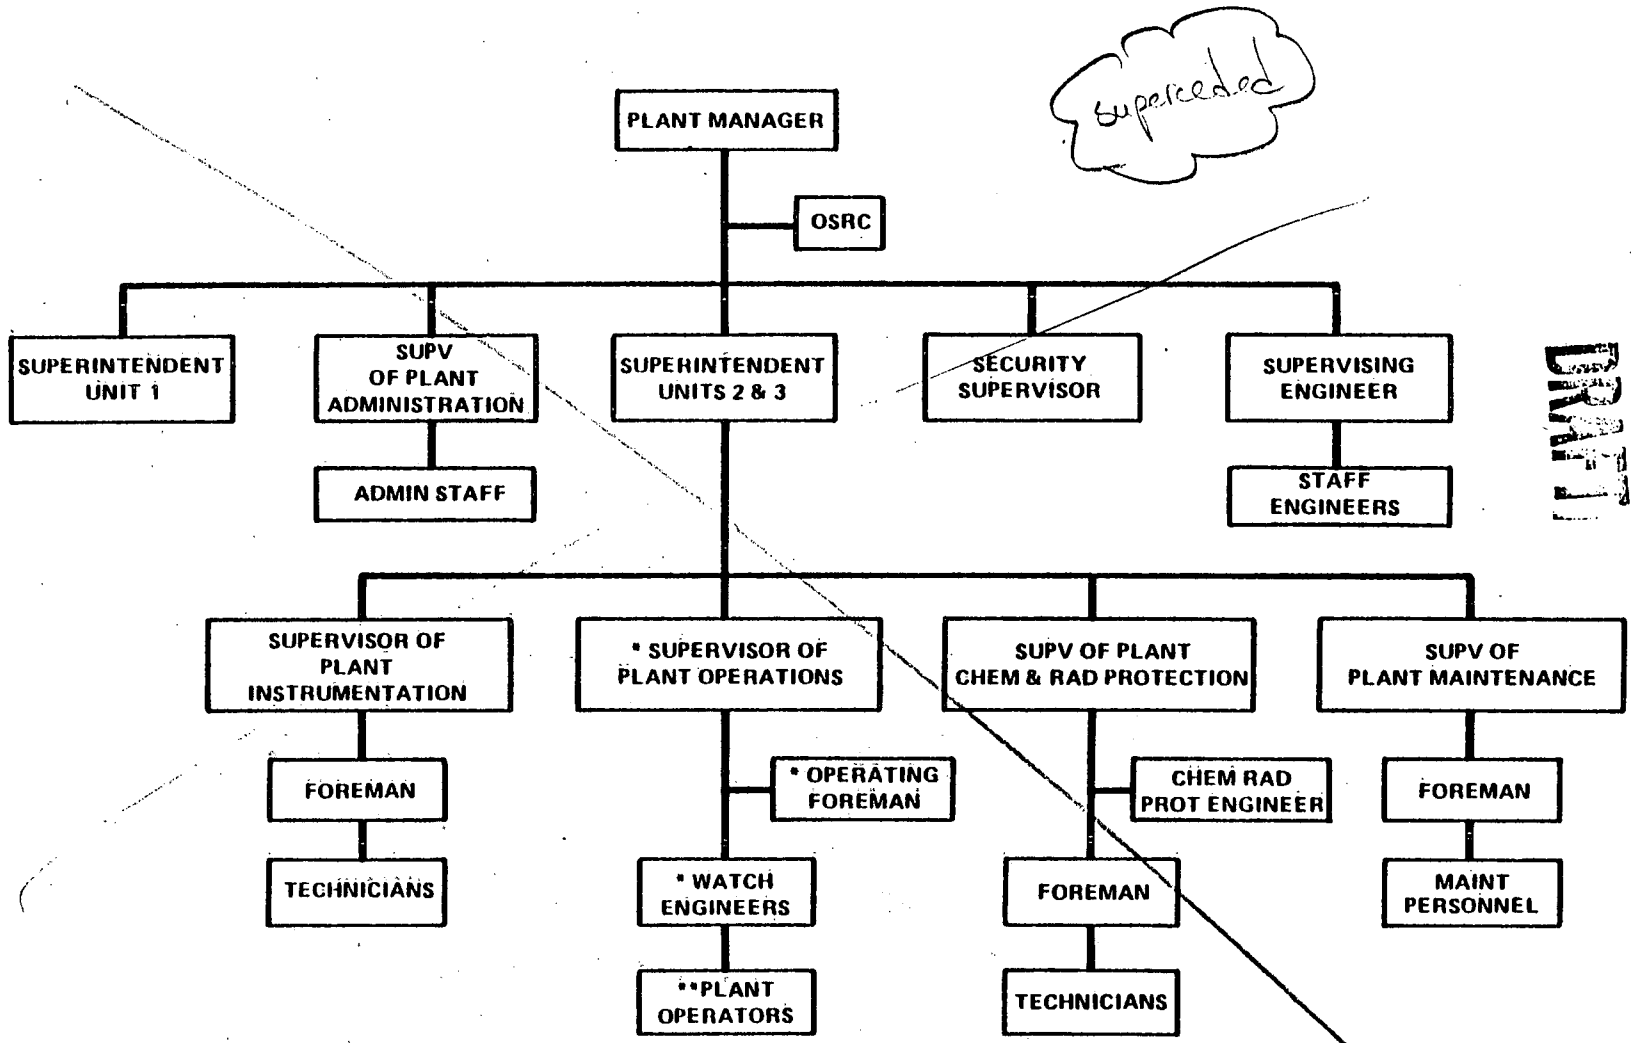 superceded
PLANT MANAGER
OSRC
SUPERINTENDENT
UNIT 1
SUPV
OF PLANT
ADMINISTRATION
SUPERINTENDENT
UNITS 2 & 3
SECURITY
SUPERVISOR
SUPERVISING
ENGINEER
DRAFT
ADMIN STAFF
STAFF
ENGINEERS
SUPERVISOR OF
PLANT
INSTRUMENTATION
* SUPERVISOR OF
PLANT OPERATIONS
SUPV OF PLANT
CHEM & RAD PROTECTION
SUPV OF
PLANT MAINTENANCE
FOREMAN
* OPERATING
FOREMAN
CHEM RAD
PROT ENGINEER
FOREMAN
TECHNICIANS
* WATCH
ENGINEERS
FOREMAN
MAINT
PERSONNEL
**PLANT
OPERATORS
TECHNICIANS